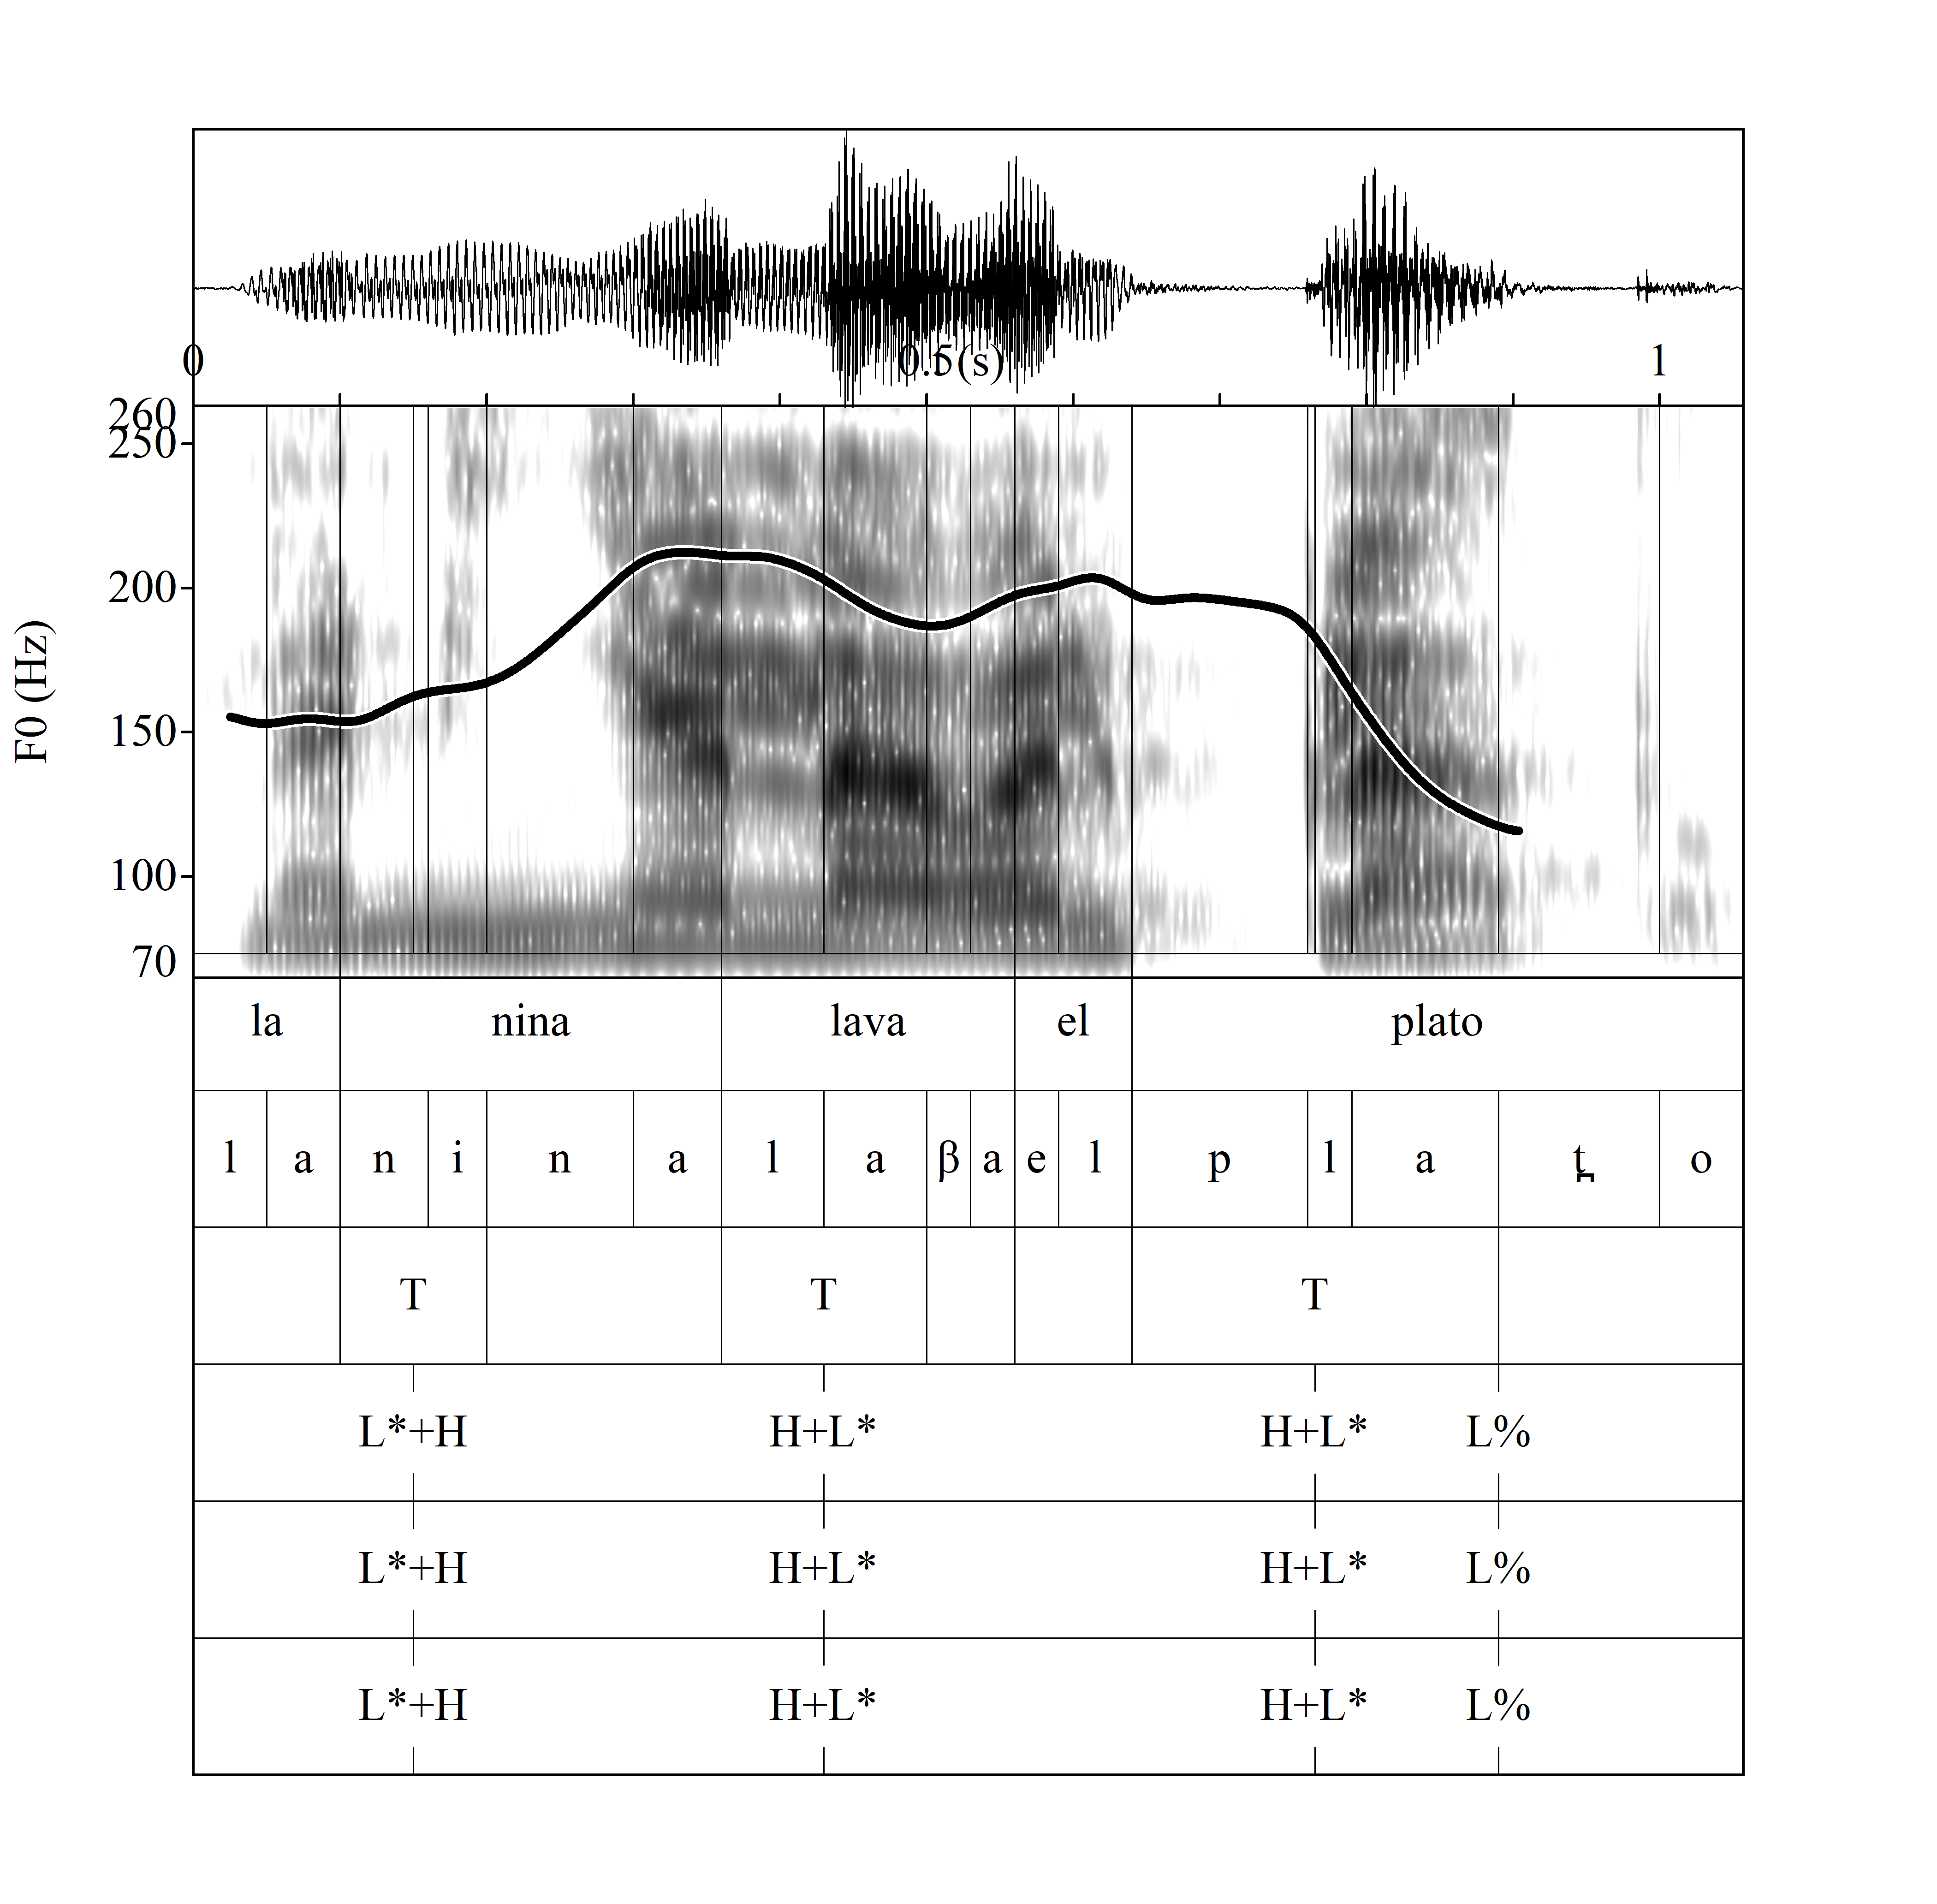 0 0.5 (s) 1
260
250
200
150
100
70
F0 (Hz)
la nina lava el plato
l a n i n a l a β a e l p l a t̪ o
T T T
L*+H H+L* H+L* L%
L*+H H+L* H+L* L%
L*+H H+L* H+L* L%